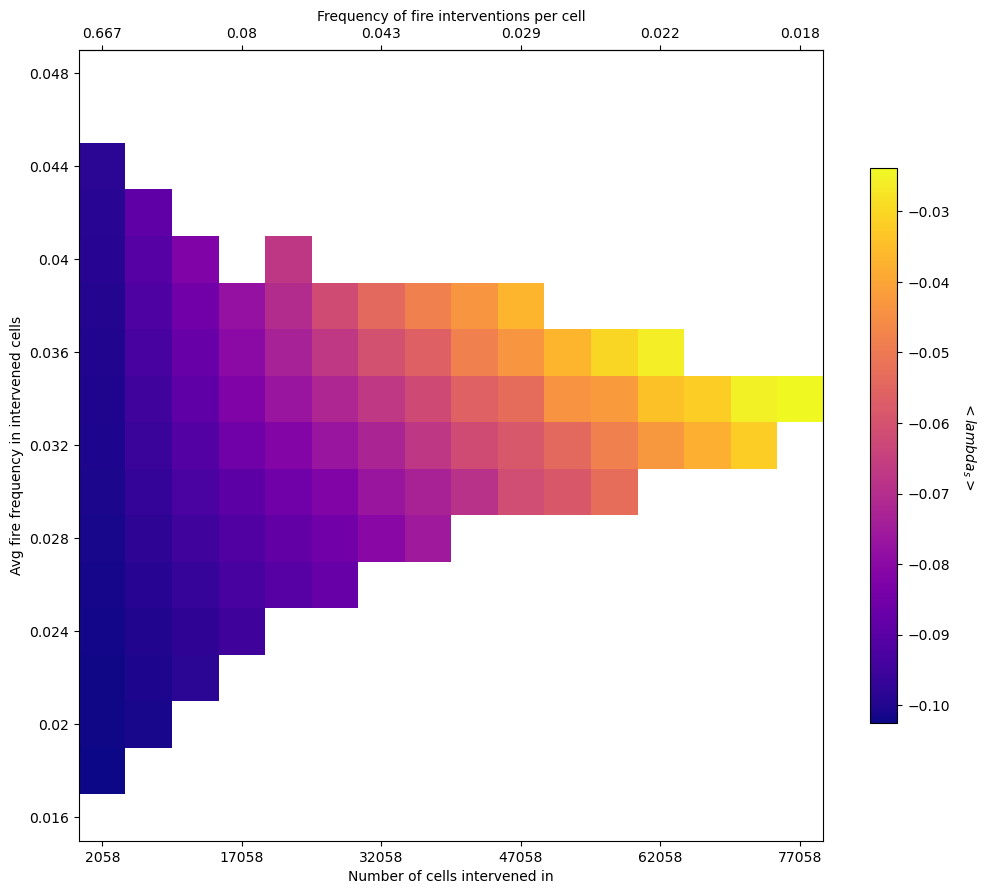 Frequency of fire interventions per cell
0.667 0.08 0.043 0.029 0.022 0.018
0.048
0.044
0.04
0.036
0.032
0.028
0.024
0.02
0.016
Avg fire frequency in intervened cells
2058 17058 32058 47058 62058 77058
Number of cells intervened in
−0.03
−0.04
−0.05
−0.06
−0.07
−0.08
−0.09
−0.10
< lambda_s >